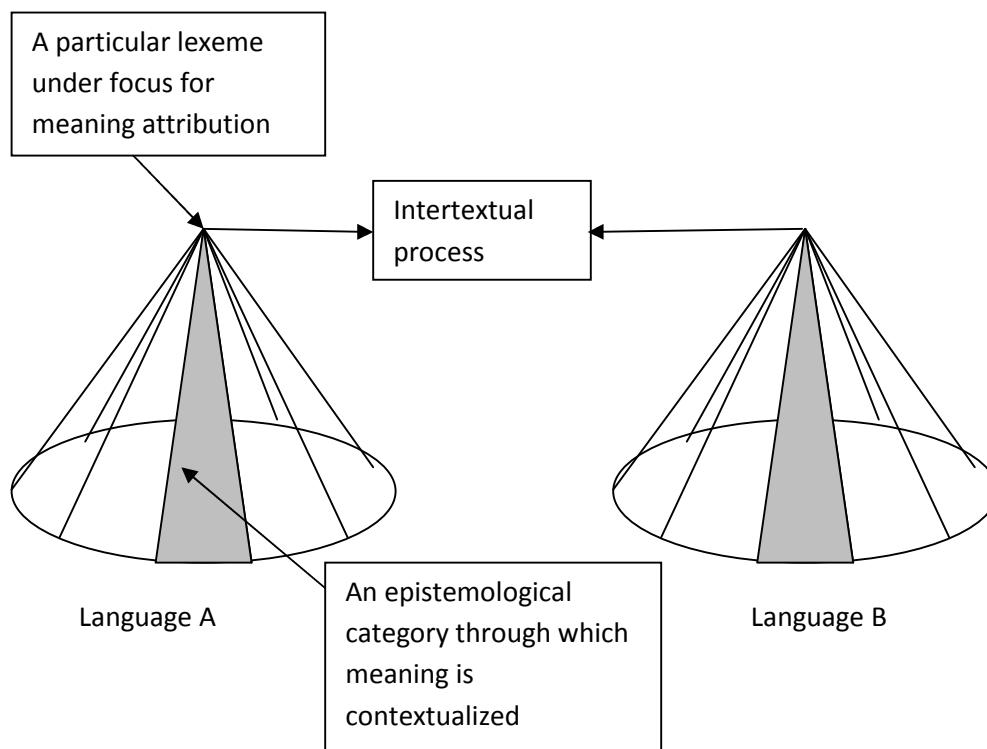 A particular lexeme
under focus for
meaning attribution
Intertextual
process
Language A
Language B
An epistemological
category through which
meaning is
contextualized